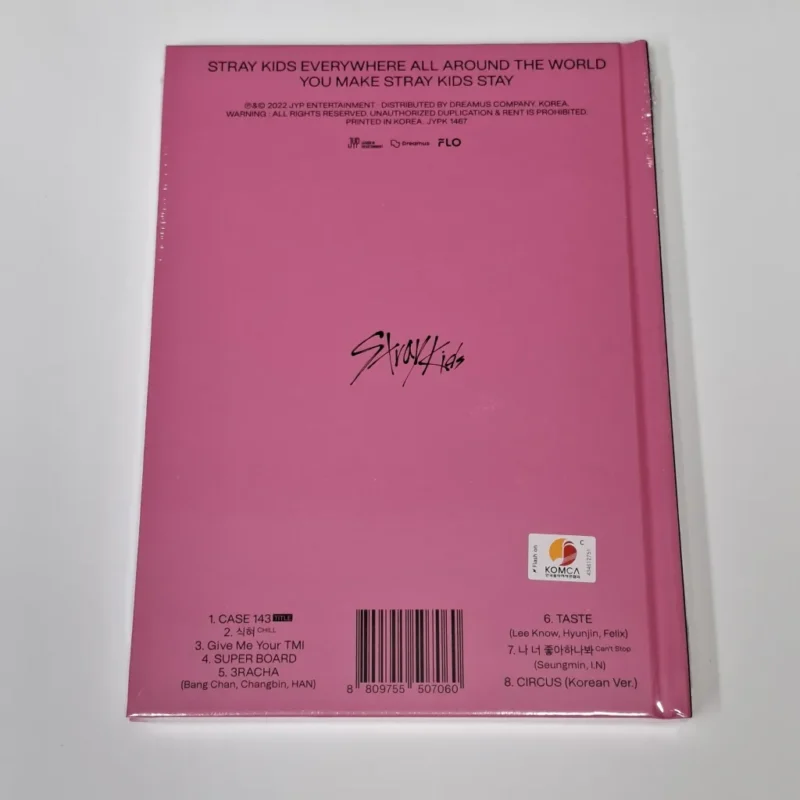 STRAY KIDS EVERYWHERE ALL AROUND THE WORLD
YOU MAKE STRAY KIDS STAY
℗&© 2022 JYP ENTERTAINMENT · DISTRIBUTED BY DREAMUS COMPANY. KOREA.
WARNING : ALL RIGHTS RESERVED. UNAUTHORIZED DUPLICATION & RENT IS PROHIBITED.
PRINTED IN KOREA. JYPK 1467
JYP Dreamus FLO
Stray Kids
Flash on
C
KOMCA
1. CASE 143 TITLE
2. 식혀 CHILL
3. Give Me Your TMI
4. SUPER BOARD
5. 3RACHA
(Bang Chan, Changbin, HAN)
8 809755 507060
6. TASTE
(Lee Know, Hyunjin, Felix)
7. 나 너 좋아하나봐 Can't Stop
(Seungmin, I.N)
8. CIRCUS (Korean Ver.)